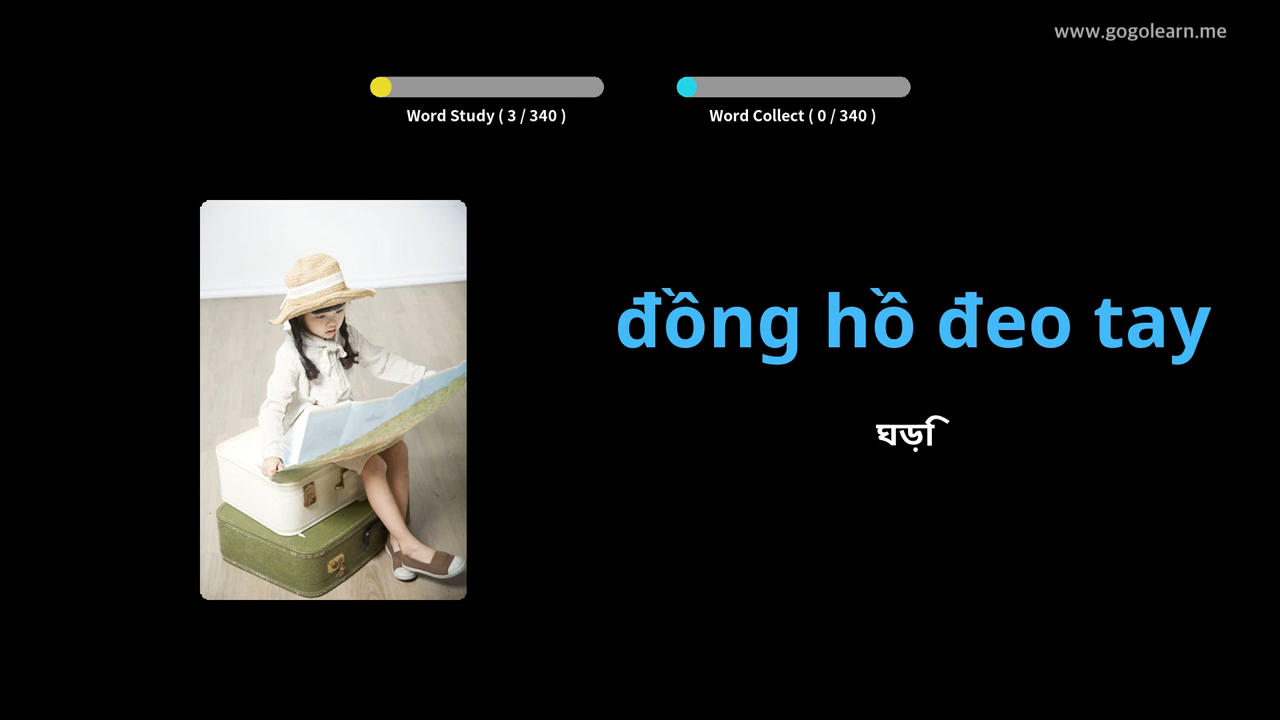 www.gogolearn.me
Word Study ( 3 / 340 )
Word Collect ( 0 / 340 )
đồng hồ đeo tay
ঘড়ি